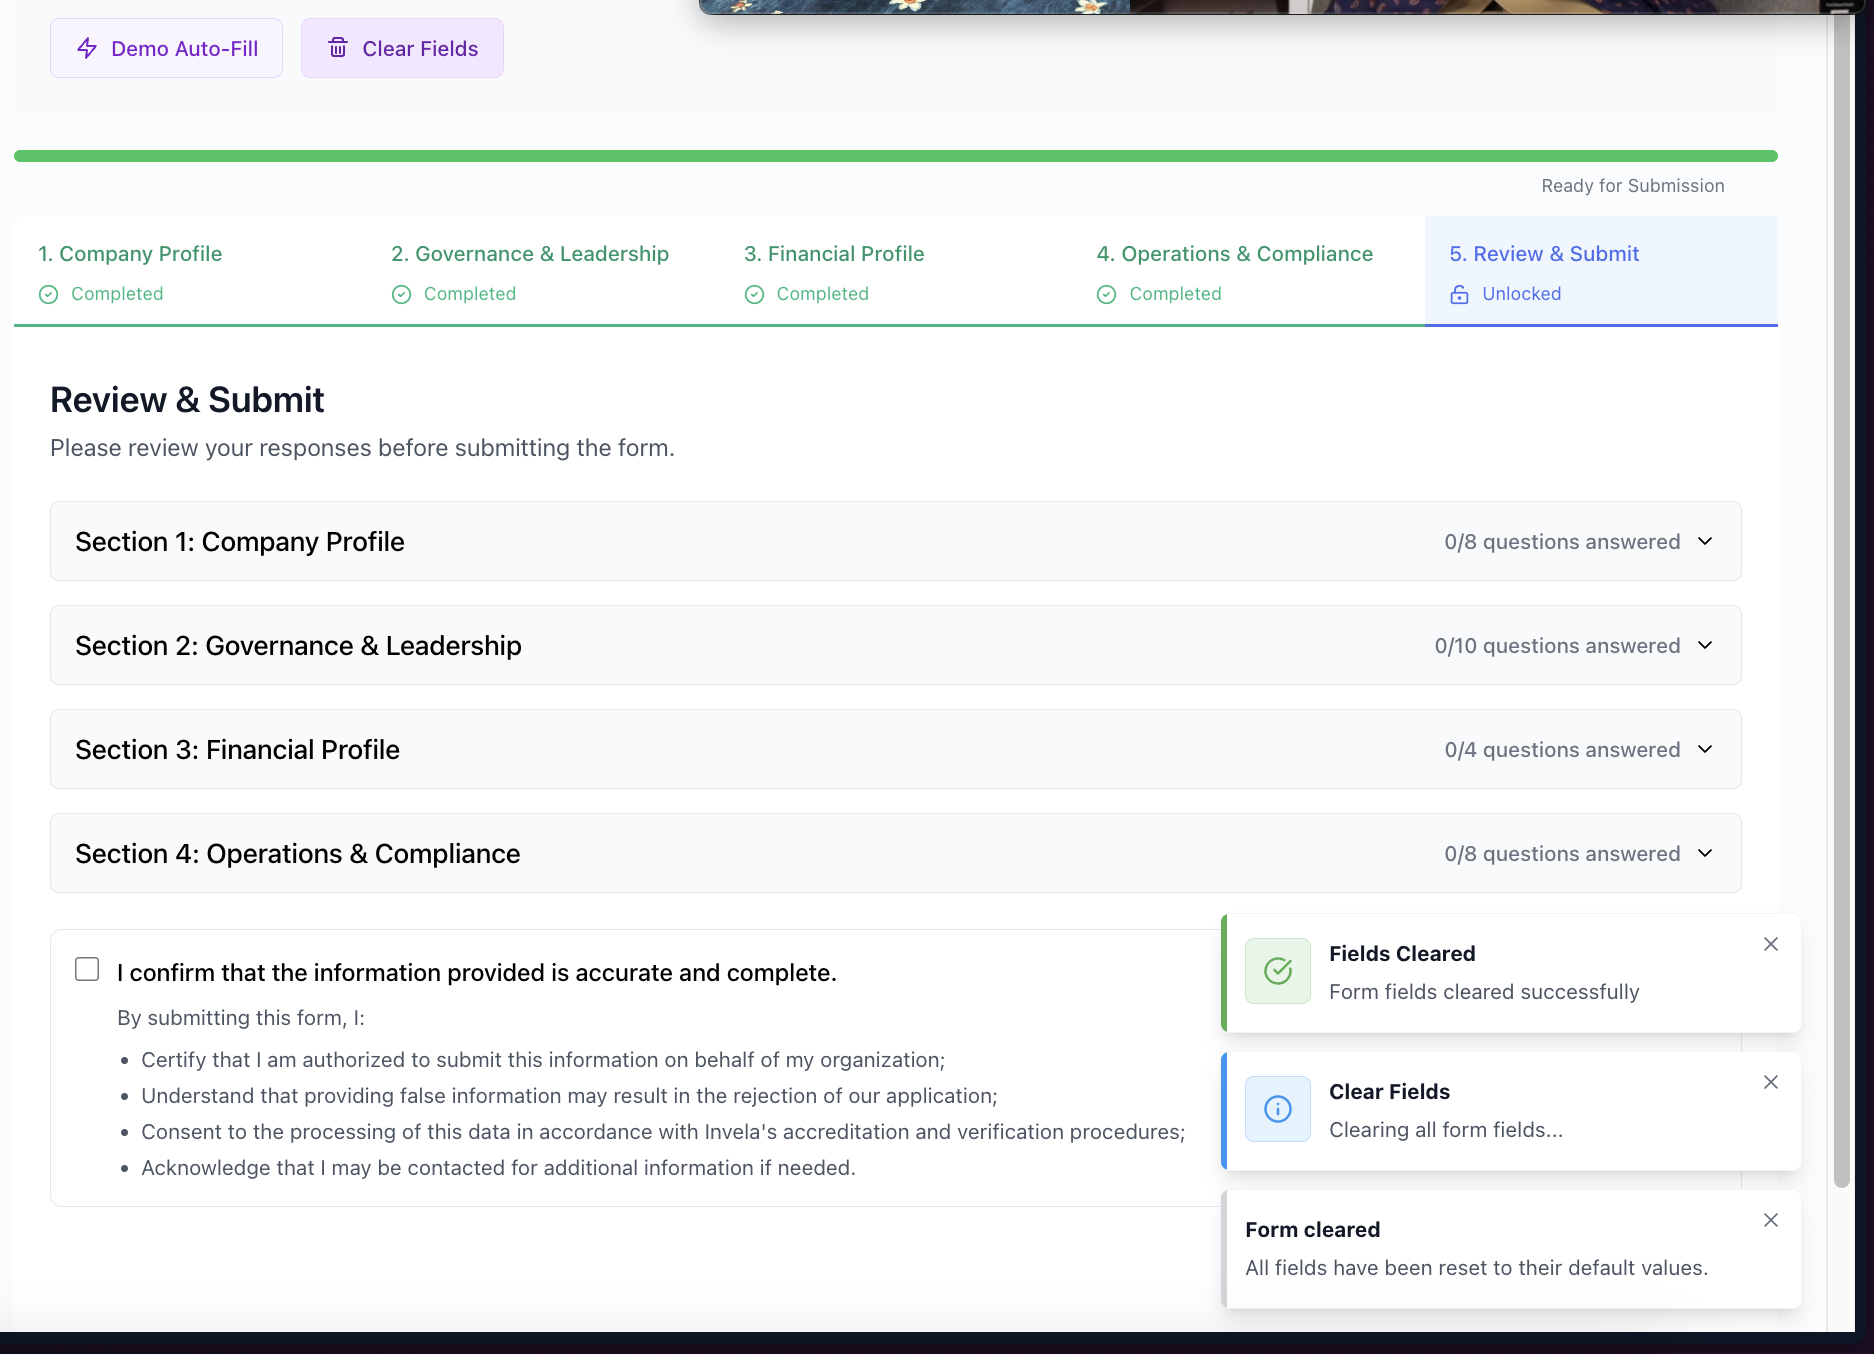 Demo Auto-Fill
Clear Fields
Ready for Submission
1. Company Profile
Completed
2. Governance & Leadership
Completed
3. Financial Profile
Completed
4. Operations & Compliance
Completed
5. Review & Submit
Unlocked
Review & Submit
Please review your responses before submitting the form.
Section 1: Company Profile
0/8 questions answered
Section 2: Governance & Leadership
0/10 questions answered
Section 3: Financial Profile
0/4 questions answered
Section 4: Operations & Compliance
0/8 questions answered
I confirm that the information provided is accurate and complete.
By submitting this form, I:
• Certify that I am authorized to submit this information on behalf of my organization;
• Understand that providing false information may result in the rejection of our application;
• Consent to the processing of this data in accordance with Invela's accreditation and verification procedures;
• Acknowledge that I may be contacted for additional information if needed.
Fields Cleared
Form fields cleared successfully
Clear Fields
Clearing all form fields...
Form cleared
All fields have been reset to their default values.